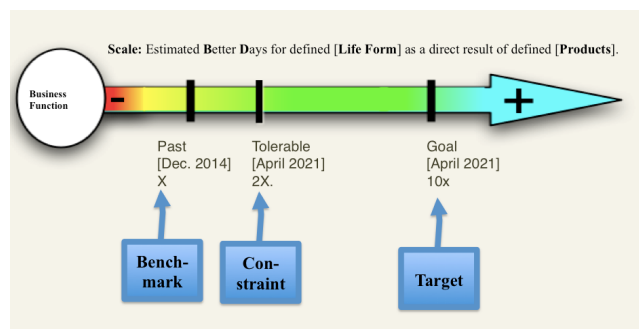 Scale: Estimated Better Days for defined [Life Form] as a direct result of defined [Products].
Business
Function
- +
Past
[Dec. 2014]
X
Tolerable
[April 2021]
2X.
Goal
[April 2021]
10x
Bench-
mark
Con-
straint
Target